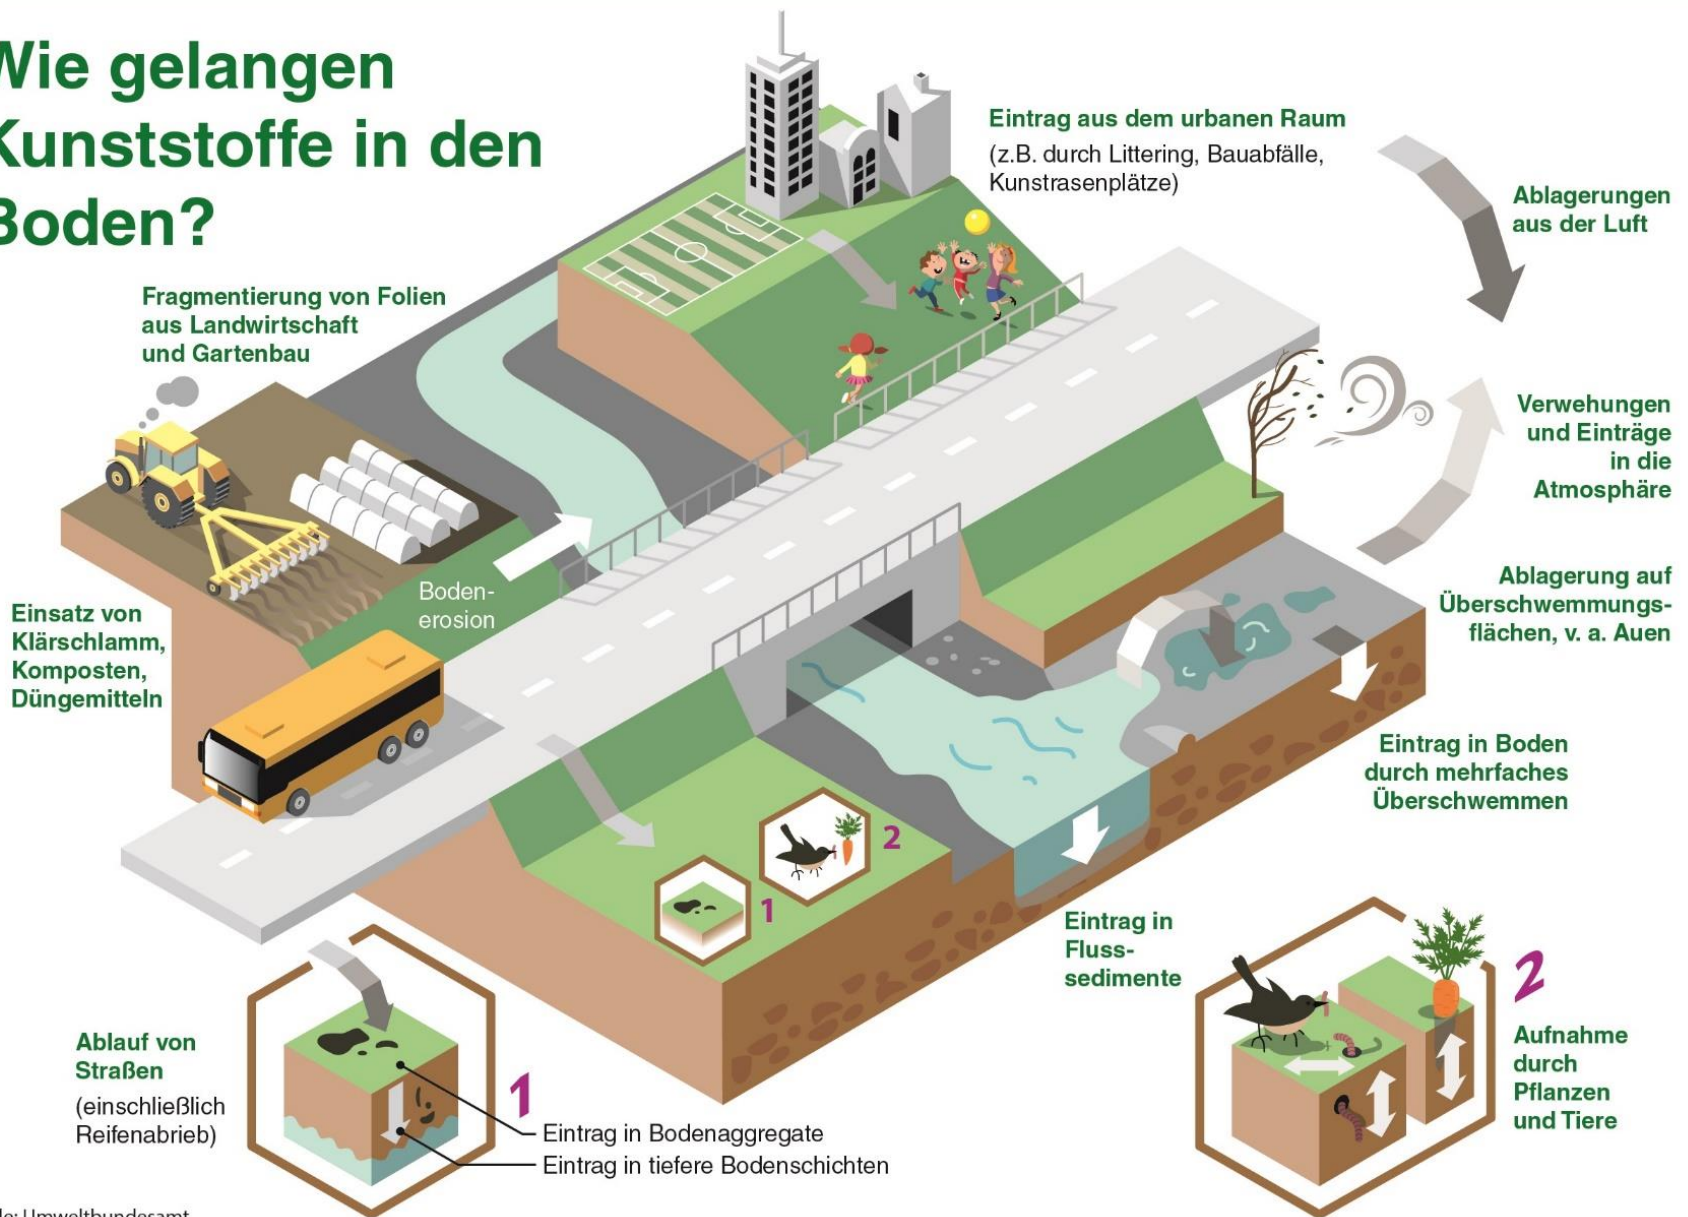 Wie gelangen
Kunststoffe in den
Boden?
Eintrag aus dem urbanen Raum
(z.B. durch Littering, Bauabfälle,
Kunstrasenplätze)
Ablagerungen
aus der Luft
Fragmentierung von Folien
aus Landwirtschaft
und Gartenbau
Verwehungen
und Einträge
in die
Atmosphäre
Boden-
erosion
Einsatz von
Klärschlamm,
Komposten,
Düngemitteln
Ablagerung auf
Überschwemmungs-
flächen, v. a. Auen
Eintrag in Boden
durch mehrfaches
Überschwemmen
2
1
Eintrag in
Fluss-
sedimente
Ablauf von
Straßen
(einschließlich
Reifenabrieb)
1
Eintrag in Bodenaggregate
Eintrag in tiefere Bodenschichten
2
Aufnahme
durch
Pflanzen
und Tiere
Umweltbundesamt